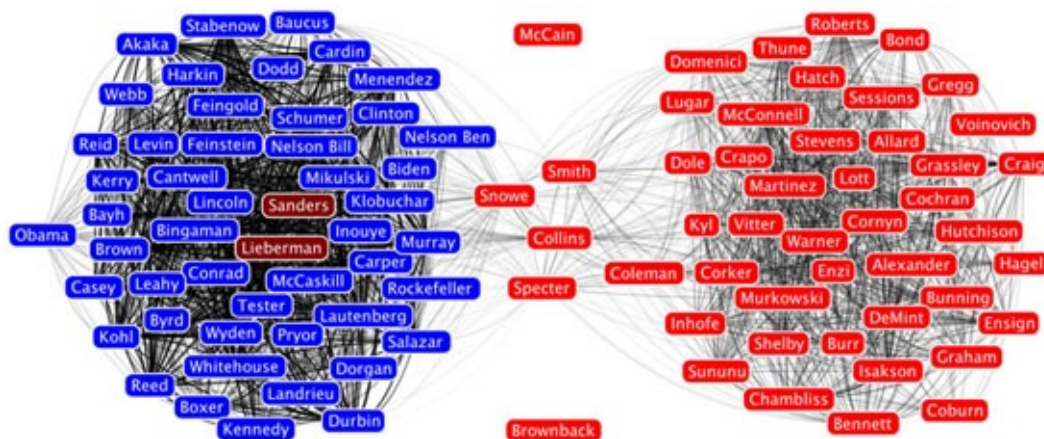 Stabenow
Baucus
Akaka
Cardin
Harkin
Dodd
Menendez
Webb
Feingold
Schumer
Clinton
Reid
Levin
Feinstein
Nelson Bill
Nelson Ben
Kerry
Cantwell
Mikulski
Biden
Lincoln
Sanders
Klobuchar
Bayh
Obama
Bingaman
Inouye
Brown
Lieberman
Murray
Conrad
Carper
Casey
Leahy
McCaskill
Rockefeller
Tester
Byrd
Lautenberg
Kohl
Wyden
Pryor
Salazar
Whitehouse
Dorgan
Reed
Landrieu
Boxer
Durbin
Kennedy
McCain
Smith
Snowe
Collins
Specter
Coleman
Brownback
Roberts
Bond
Thune
Domenici
Hatch
Gregg
Lugar
McConnell
Sessions
Voinovich
Stevens
Allard
Dole
Crapo
Grassley
Craig
Martinez
Lott
Cochran
Kyl
Vitter
Cornyn
Hutchison
Warner
Corker
Enzi
Alexander
Hagel
Murkowski
Bunning
Inhofe
DeMint
Ensign
Shelby
Burr
Graham
Sununu
Isakson
Chambliss
Coburn
Bennett